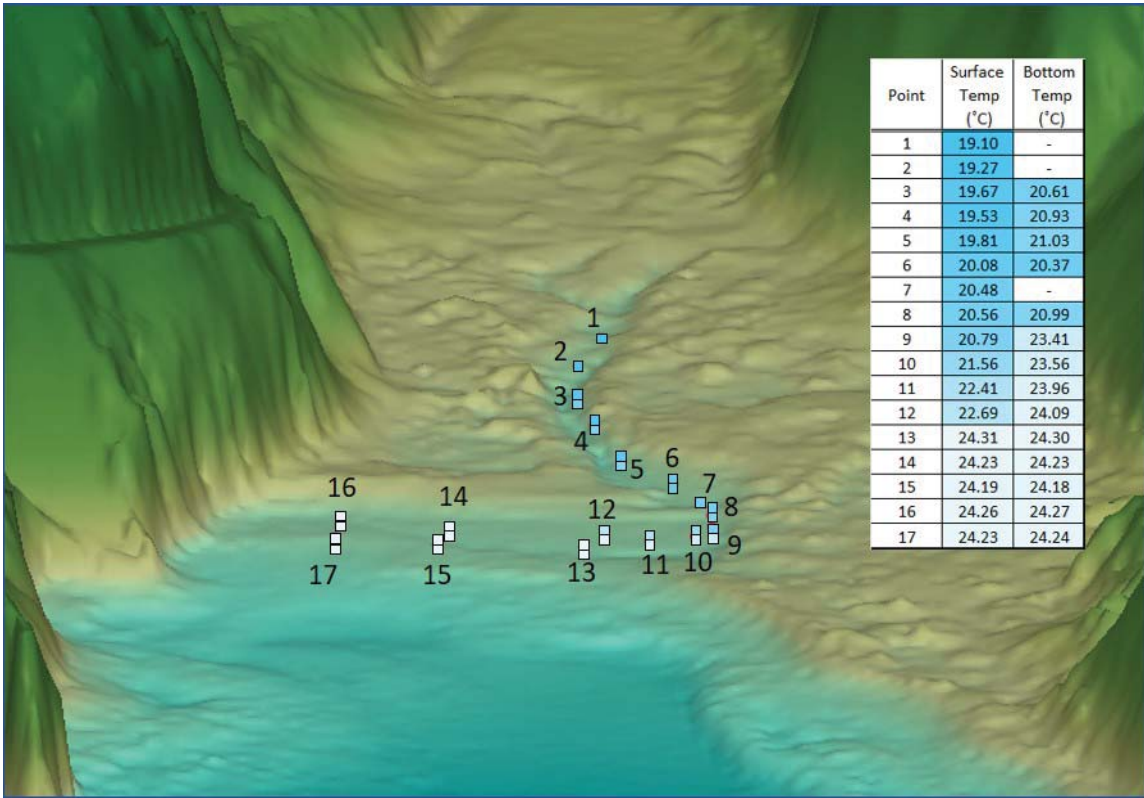 Point Surface Temp (˚C) Bottom Temp (˚C)
1 19.10 -
2 19.27 -
3 19.67 20.61
4 19.53 20.93
5 19.81 21.03
6 20.08 20.37
7 20.48 -
8 20.56 20.99
9 20.79 23.41
10 21.56 23.56
11 22.41 23.96
12 22.69 24.09
13 24.31 24.30
14 24.23 24.23
15 24.19 24.18
16 24.26 24.27
17 24.23 24.24
1
2
3
4
5
6
7
8
9
10
11
12
13
14
15
16
17